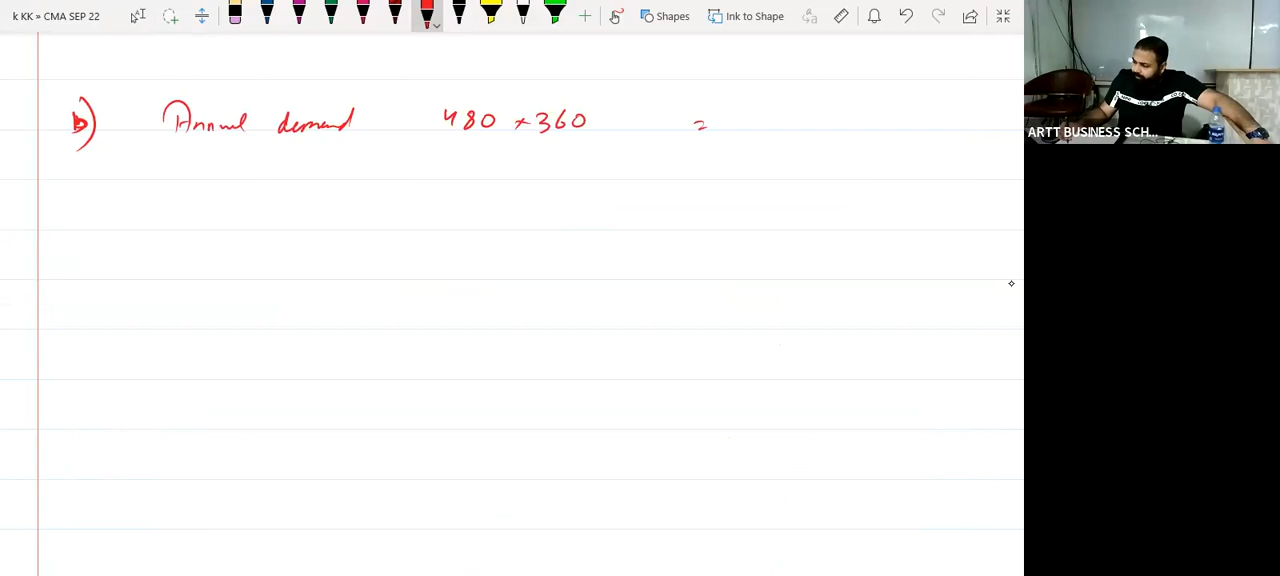 k KK » CMA SEP 22
Shapes
Ink to Shape
ARTT BUSINESS SCH...
b) Annual demand 480 × 360 =